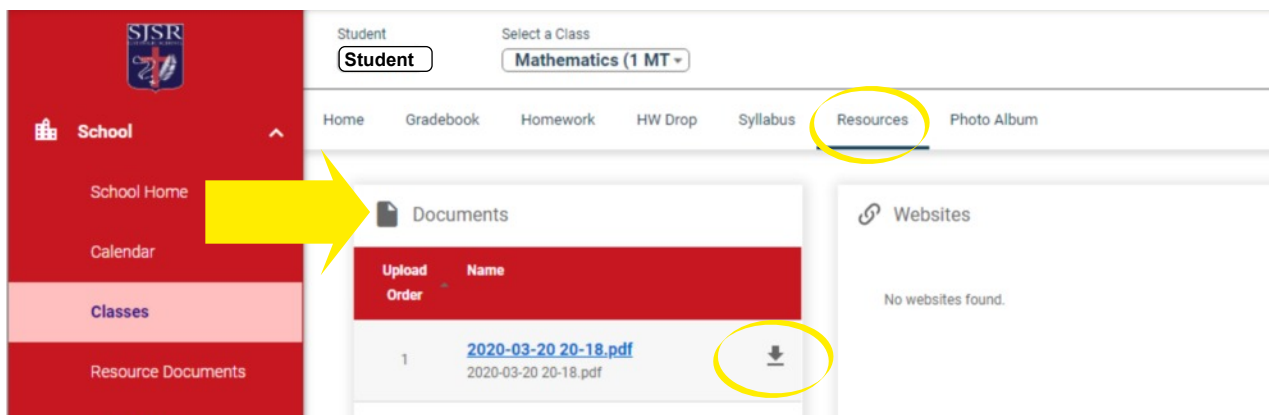 SJSR
School
School Home
Calendar
Classes
Resource Documents
Student
Student
Select a Class
Mathematics (1 MT
Home Gradebook Homework HW Drop Syllabus Resources Photo Album
Documents
Upload Order Name
1 2020-03-20 20-18.pdf
2020-03-20 20-18.pdf
Websites
No websites found.